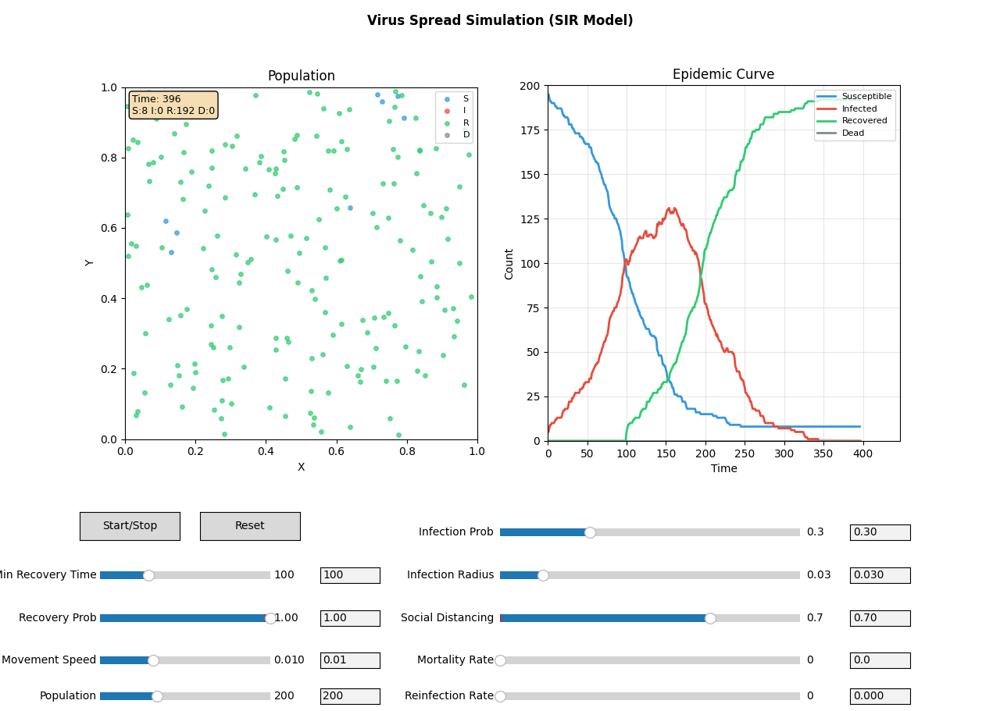 Virus Spread Simulation (SIR Model)
Population
Time: 396
S:8 I:0 R:192 D:0
S
I
R
D
1.0
0.8
0.6
0.4
0.2
0.0
Y
0.0 0.2 0.4 0.6 0.8 1.0
X
Epidemic Curve
Susceptible
Infected
Recovered
Dead
200
175
150
125
100
75
50
25
0
Count
0 50 100 150 200 250 300 350 400
Time
Start/Stop
Reset
Infection Prob 0.3 0.30
Min Recovery Time 100 100
Infection Radius 0.03 0.030
Recovery Prob 1.00 1.00
Social Distancing 0.7 0.70
Movement Speed 0.010 0.01
Mortality Rate 0 0.0
Population 200 200
Reinfection Rate 0 0.000